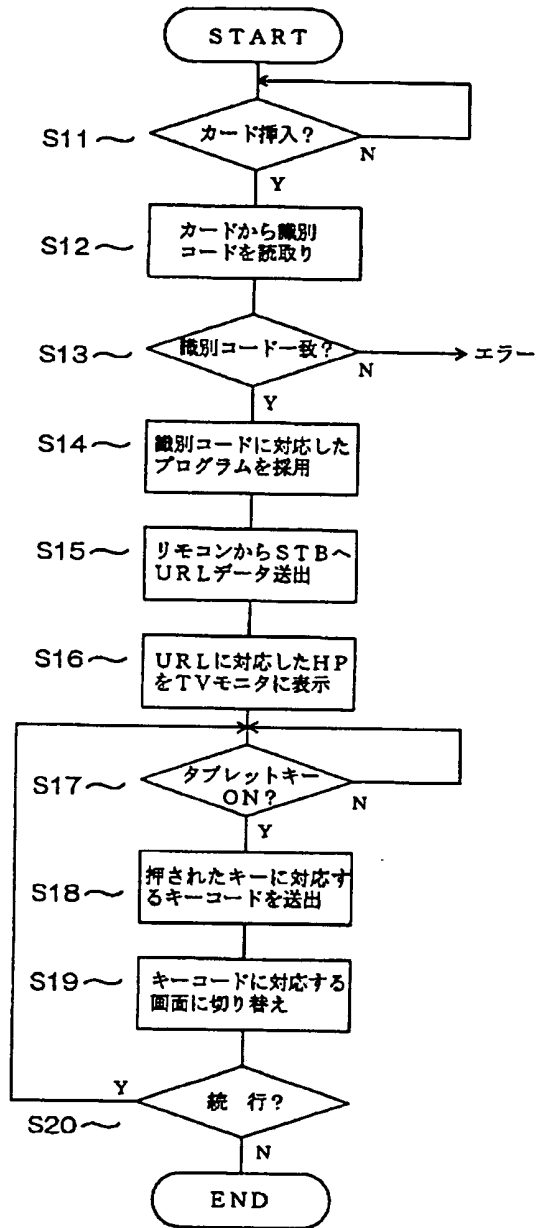 START
S11 カード挿入?
N
Y
S12 カードから識別
コードを読取り
S13 識別コード一致?
N
エラー
Y
S14 識別コードに対応した
プログラムを採用
S15 リモコンからSTBへ
URLデータ送出
S16 URLに対応したHP
をTVモニタに表示
S17 タブレットキー
ON?
N
Y
S18 押されたキーに対応す
るキーコードを送出
S19 キーコードに対応する
画面に切り替え
Y
S20 続 行?
N
END